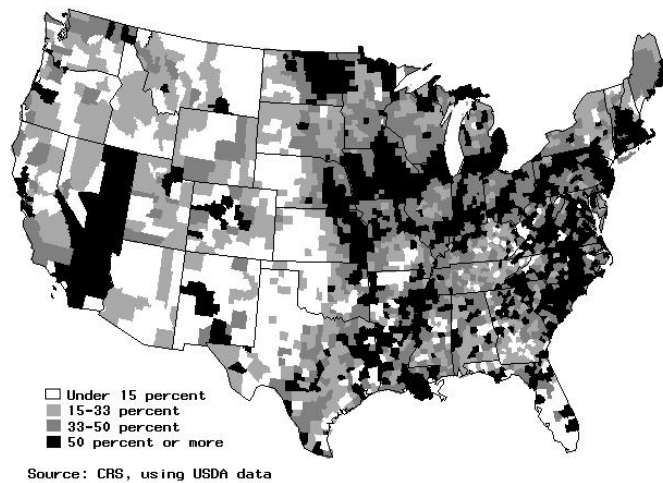 Under 15 percent
15-33 percent
33-50 percent
50 percent or more
Source: CRS, using USDA data